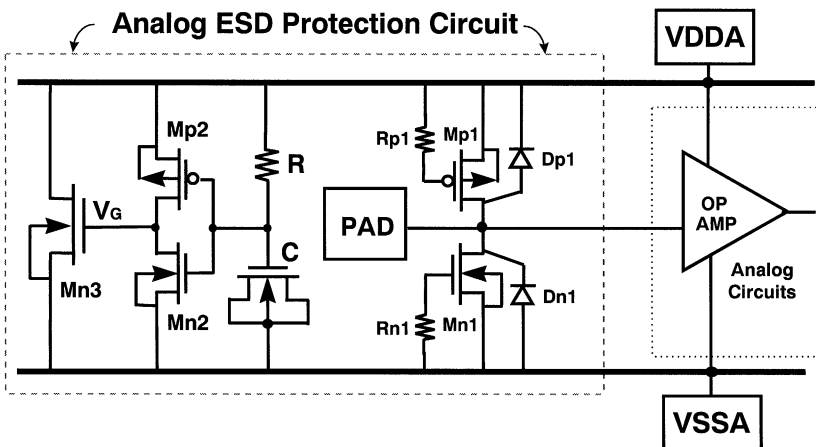 Analog ESD Protection Circuit
VDDA
Mp2
Rp1
Mp1
Dp1
R
VG
PAD
OP
AMP
C
Analog
Circuits
Mn3
Mn2
Rn1
Mn1
Dn1
VSSA